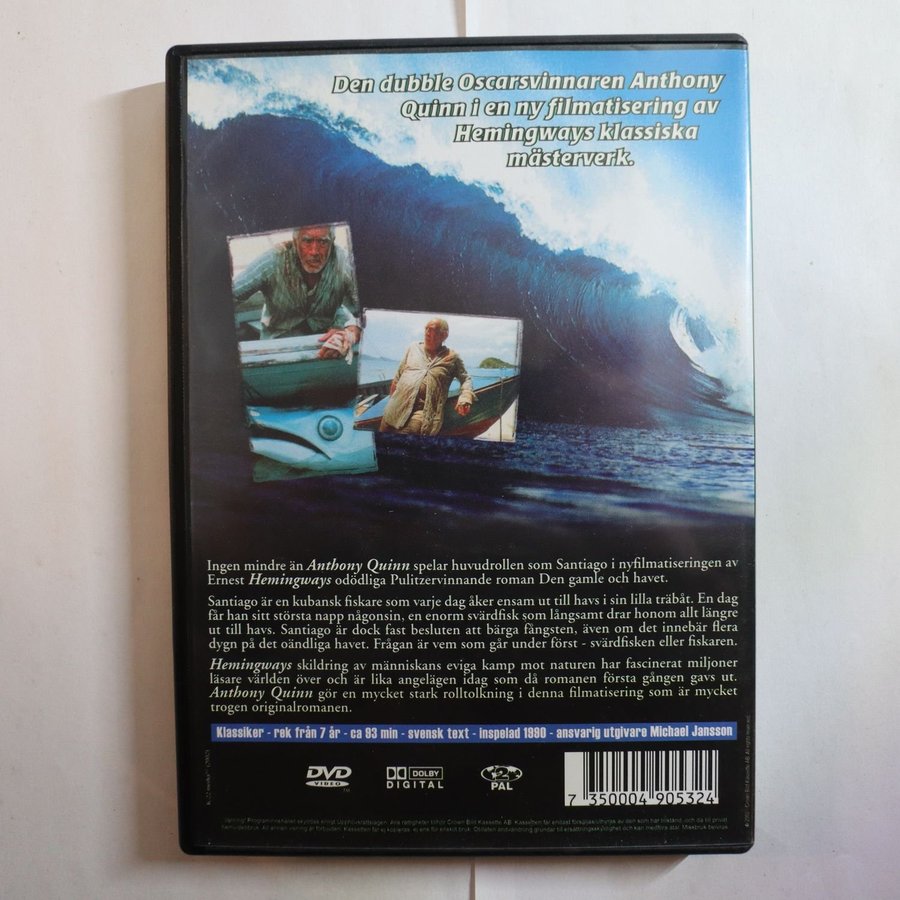 Den dubble Oscarsvinnaren Anthony
Quinn i en ny filmatisering av
Hemingways klassiska
mästerverk.
Ingen mindre än Anthony Quinn spelar huvudrollen som Santiago i nyfilmatiseringen av
Ernest Hemingways odödliga Pulitzervinnande roman Den gamle och havet.
Santiago är en kubansk fiskare som varje dag åker ensam ut till havs i sin lilla träbåt. En dag
får han sitt största napp någonsin, en enorm svärdfisk som långsamt drar honom allt längre
ut till havs. Santiago är dock fast besluten att bärga fångsten, även om det innebär flera
dygn på det oändliga havet. Frågan är vem som går under först - svärdfisken eller fiskaren.
Hemingways skildring av människans eviga kamp mot naturen har fascinerat miljoner
läsare världen över och är lika angelägen idag som då romanen första gången gavs ut.
Anthony Quinn gör en mycket stark rolltolkning i denna filmatisering som är mycket
trogen originalromanen.
Klassiker - rek från 7 år - ca 93 min - svensk text - inspelad 1990 - ansvarig utgivare Michael Jansson
DVD
VIDEO
DOLBY
DIGITAL
2
PAL
7 350004 905324